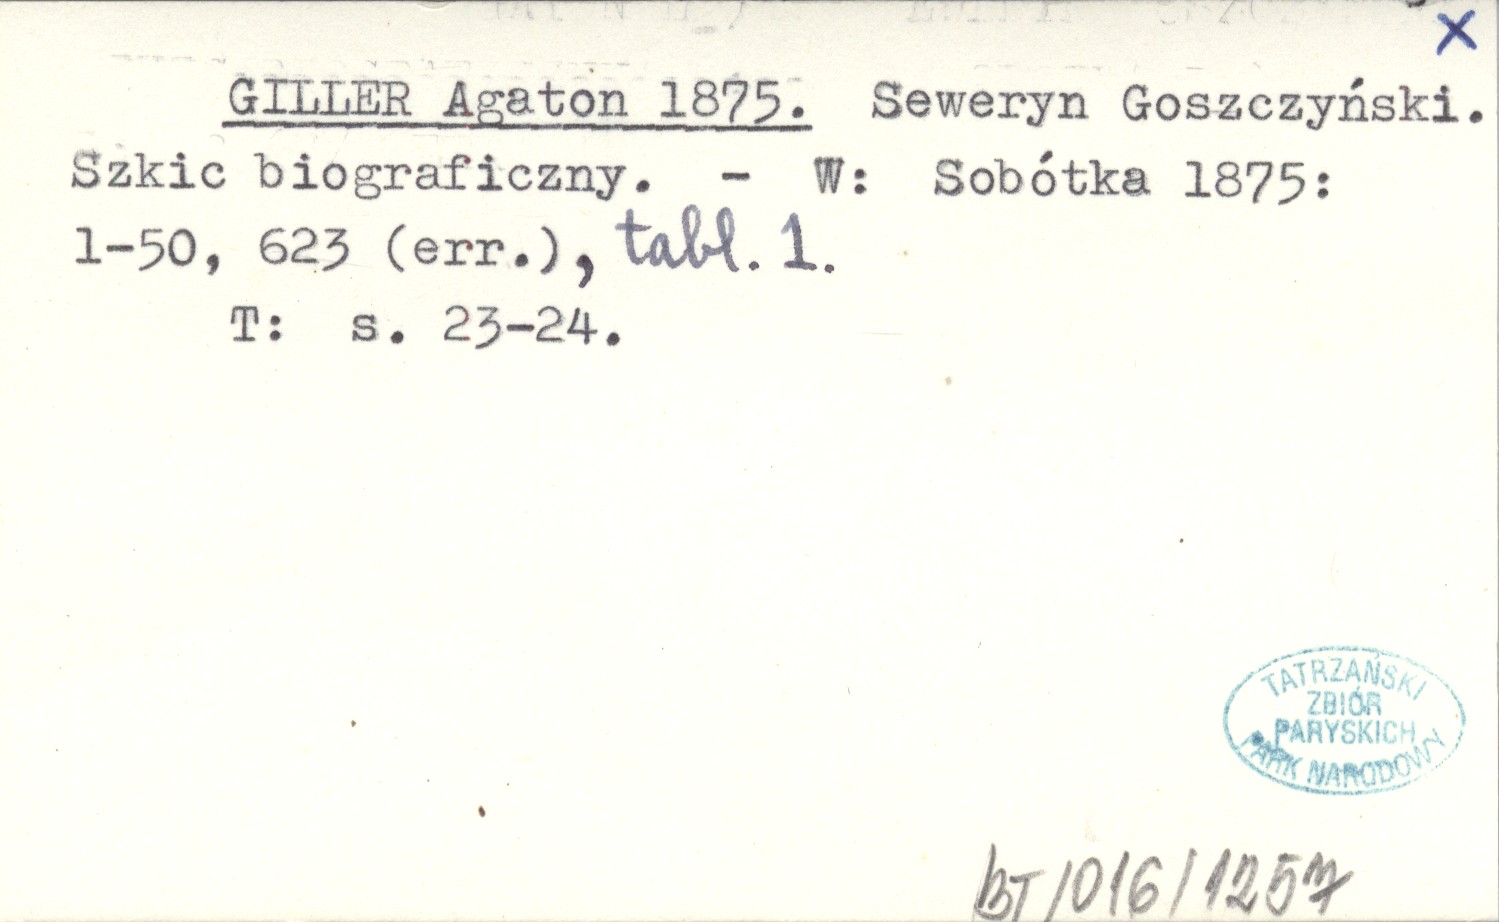 X
GILLER Agaton 1875. Seweryn Goszczyński.
Szkic biograficzny. - W: Sobótka 1875:
1-50, 623 (err.), tabl. 1.
T: s. 23-24.
TATRZAŃSKI
ZBIÓR
PARYSKICH
PARK NARODOWY
BT/016/1257